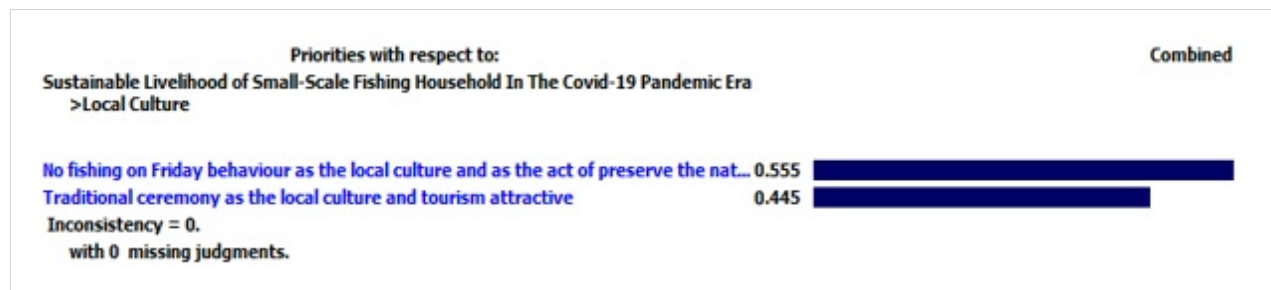 Priorities with respect to: Combined
Sustainable Livelihood of Small-Scale Fishing Household In The Covid-19 Pandemic Era
>Local Culture
No fishing on Friday behaviour as the local culture and as the act of preserve the nat... 0.555
Traditional ceremony as the local culture and tourism attractive 0.445
Inconsistency = 0.
with 0 missing judgments.